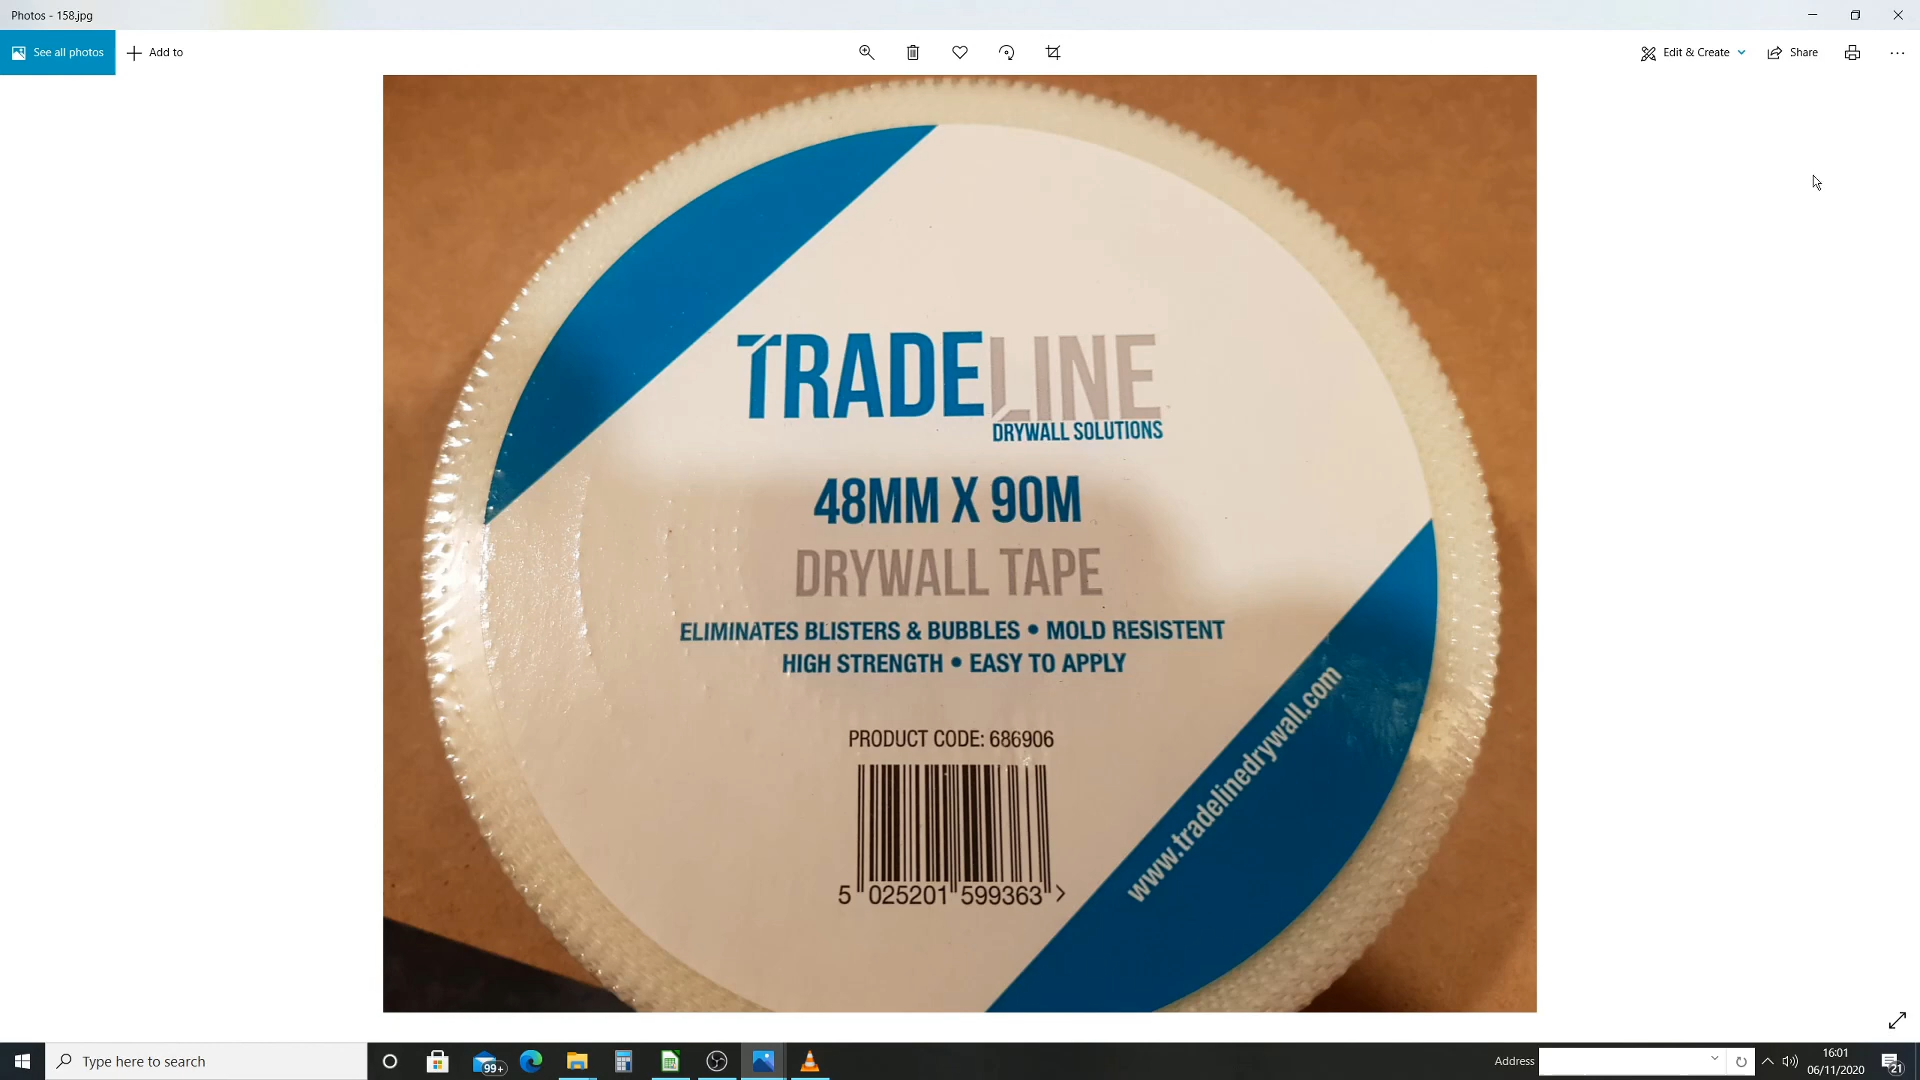 Photos - 158.jpg
See all photos
Add to
Edit & Create
Share
TRADELINE
DRYWALL SOLUTIONS
48MM X 90M
DRYWALL TAPE
ELIMINATES BLISTERS & BUBBLES • MOLD RESISTENT
HIGH STRENGTH • EASY TO APPLY
PRODUCT CODE: 686906
5 025201 599363 >
www.tradelinedrywall.com
Type here to search
99+
Address
16:01
06/11/2020
21